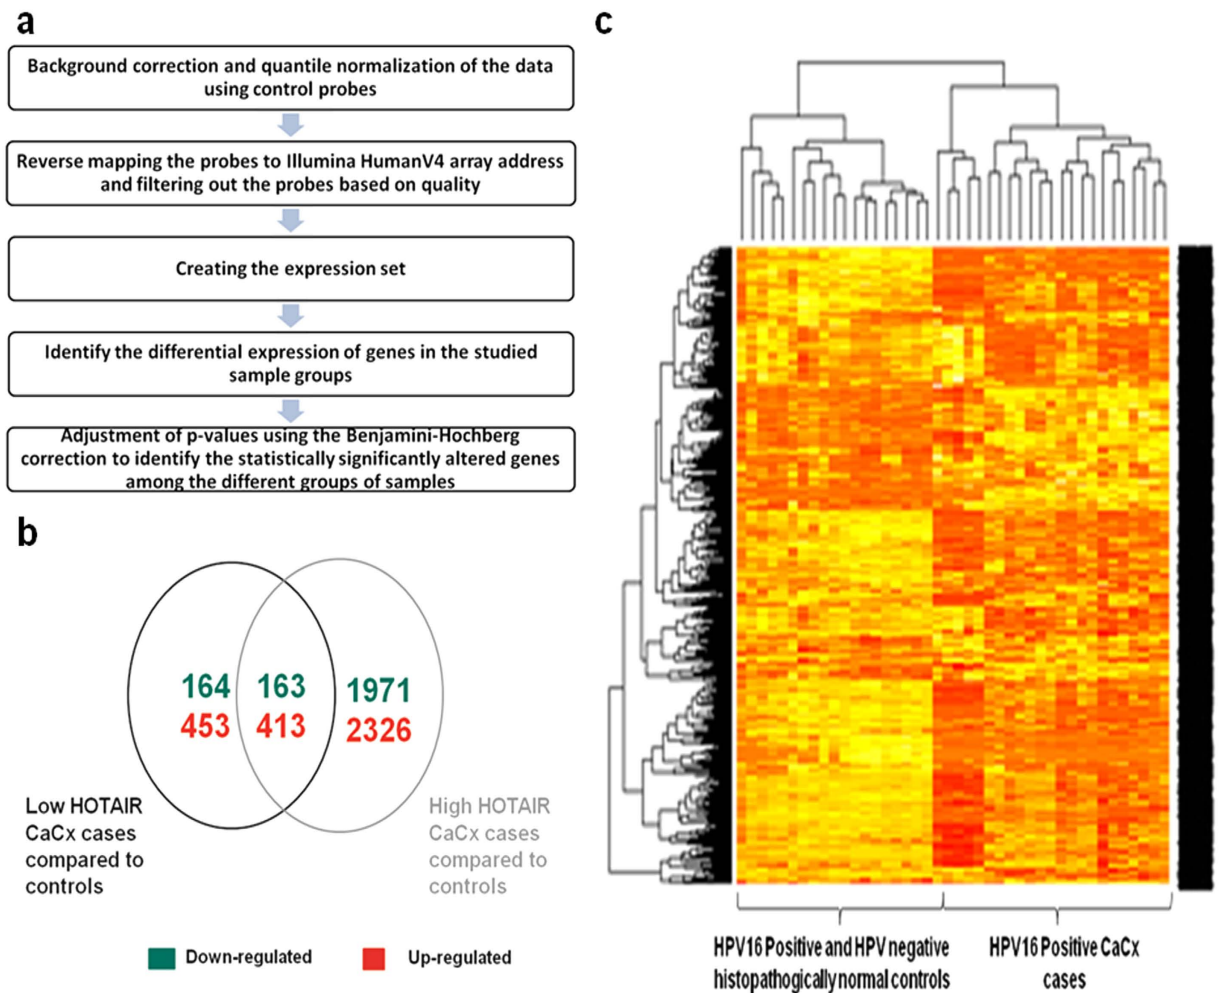 a
Background correction and quantile normalization of the data
using control probes
Reverse mapping the probes to Illumina HumanV4 array address
and filtering out the probes based on quality
Creating the expression set
Identify the differential expression of genes in the studied
sample groups
Adjustment of p-values using the Benjamini-Hochberg
correction to identify the statistically significantly altered genes
among the different groups of samples
b
164 163 1971
453 413 2326
Low HOTAIR
CaCx cases
compared to
controls
High HOTAIR
CaCx cases
compared to
controls
Down-regulated
Up-regulated
c
HPV16 Positive and HPV negative
histopathogically normal controls
HPV16 Positive CaCx
cases